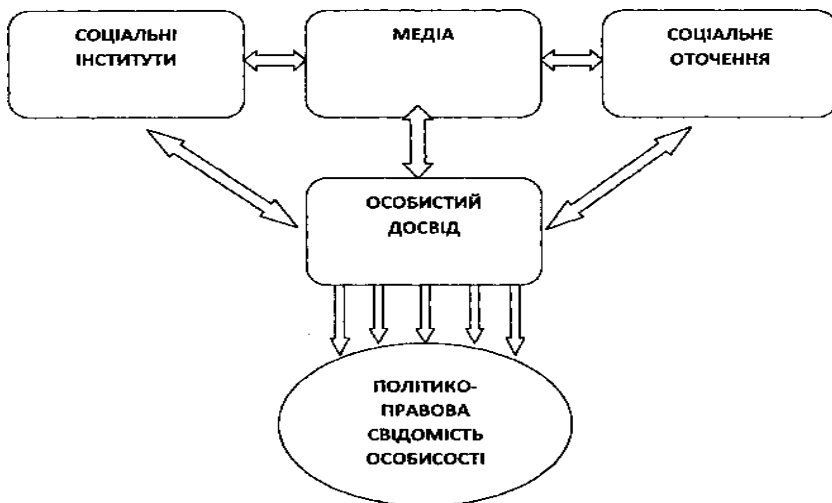 СОЦІАЛЬНІ
ІНСТИТУТИ
МЕДІА
СОЦІАЛЬНЕ
ОТОЧЕННЯ
ОСОБИСТИЙ
ДОСВІД
ПОЛІТИКО-
ПРАВОВА
СВІДОМІСТЬ
ОСОБИСОСТІ